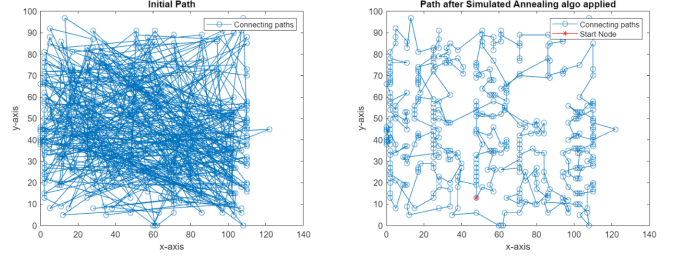 Initial Path
Connecting paths
100
90
80
70
60
50
40
30
20
10
0
y-axis
0 20 40 60 80 100 120 140
x-axis
Path after Simulated Annealing algo applied
Connecting paths
Start Node
100
90
80
70
60
50
40
30
20
10
0
y-axis
0 20 40 60 80 100 120 140
x-axis